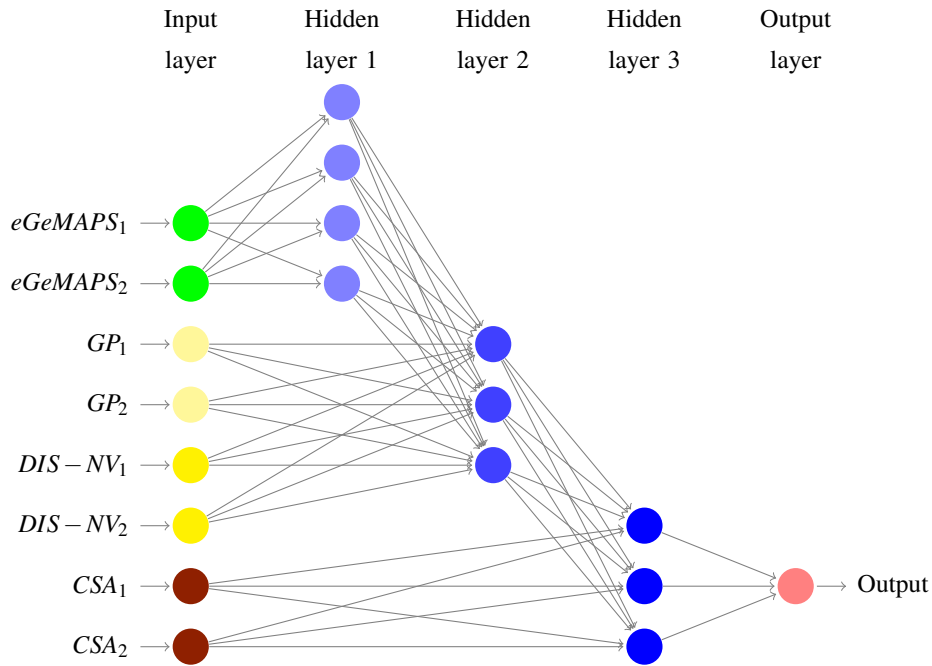 Input layer
Hidden layer 1
Hidden layer 2
Hidden layer 3
Output layer
eGeMAPS₁
eGeMAPS₂
GP₁
GP₂
DIS−NV₁
DIS−NV₂
CSA₁
CSA₂
Output